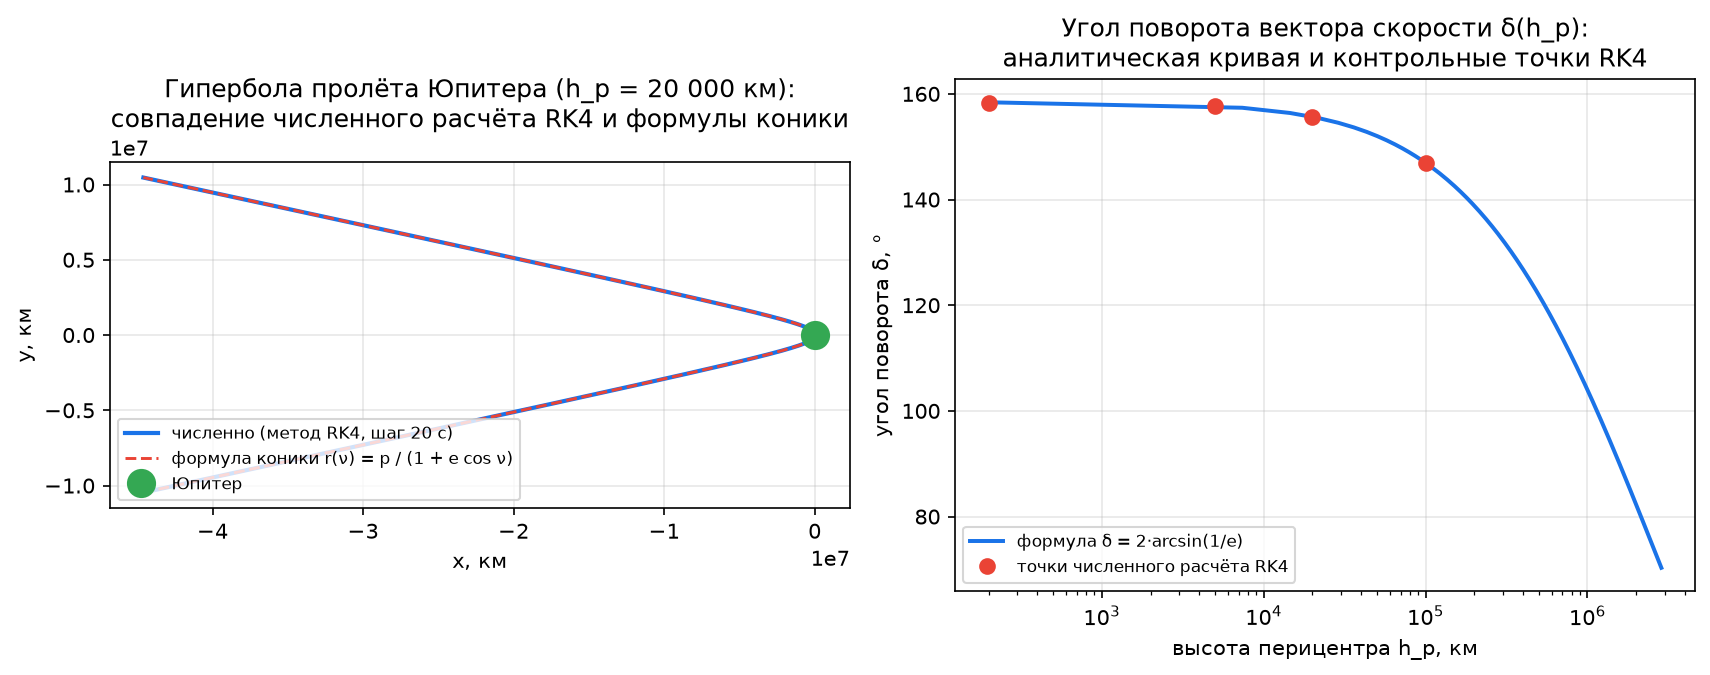 Гипербола пролёта Юпитера (h_p = 20 000 км):
совпадение численного расчёта RK4 и формулы коники
1e7
1.0
0.5
0.0
−0.5
−1.0
y, км
численно (метод RK4, шаг 20 с)
формула коники r(ν) = p / (1 + e cos ν)
Юпитер
−4
−3
−2
−1
0
1e7
x, км
Угол поворота вектора скорости δ(h_p):
аналитическая кривая и контрольные точки RK4
160
140
120
100
80
угол поворота δ, °
формула δ = 2·arcsin(1/e)
точки численного расчёта RK4
10³
10⁴
10⁵
10⁶
высота перицентра h_p, км